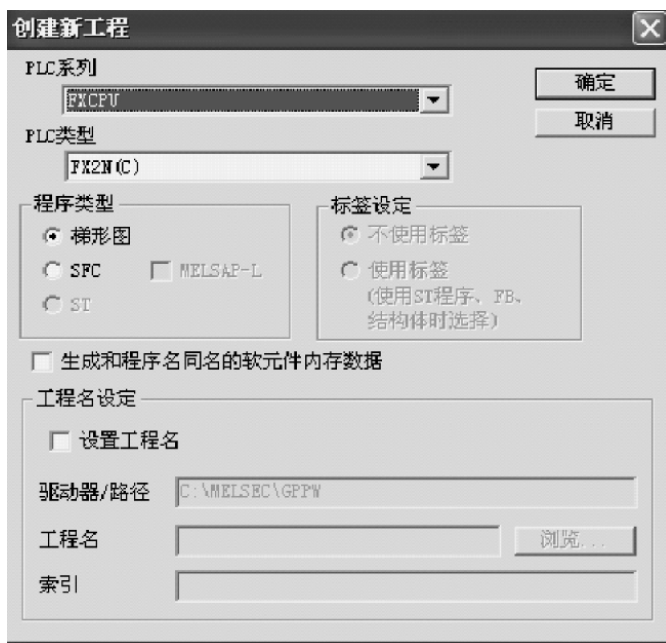 创建新工程
PLC系列
FXCPU
确定
取消
PLC类型
FX2N(C)
程序类型
梯形图
SFC
MELSAP-L
ST
标签设定
不使用标签
使用标签
(使用ST程序、FB、
结构体时选择)
生成和程序名同名的软元件内存数据
工程名设定
设置工程名
驱动器/路径
C:\MELSEC\GPPW
工程名
浏览...
索引